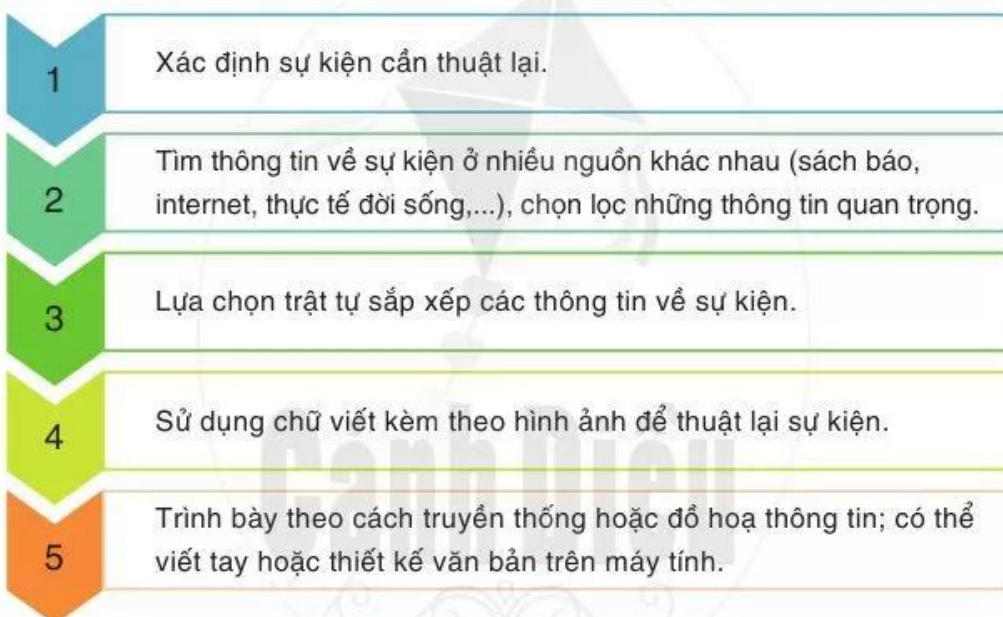 1
Xác định sự kiện cần thuật lại.
2
Tìm thông tin về sự kiện ở nhiều nguồn khác nhau (sách báo,
internet, thực tế đời sống,...), chọn lọc những thông tin quan trọng.
3
Lựa chọn trật tự sắp xếp các thông tin về sự kiện.
4
Sử dụng chữ viết kèm theo hình ảnh để thuật lại sự kiện.
Cánh Diều
5
Trình bày theo cách truyền thống hoặc đồ hoạ thông tin; có thể
viết tay hoặc thiết kế văn bản trên máy tính.